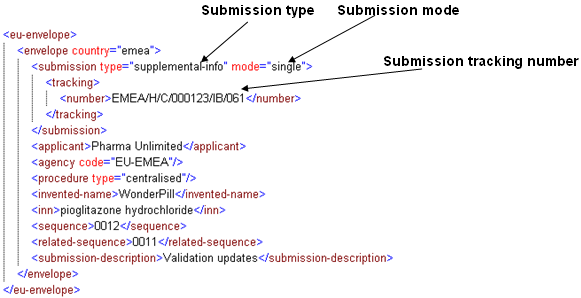 Submission type
Submission mode
<eu-envelope>
<envelope country="emea">
<submission type="supplemental-info" mode="single">
Submission tracking number
<tracking>
<number>EMEA/H/C/000123/IB/061</number>
</tracking>
</submission>
<applicant>Pharma Unlimited</applicant>
<agency code="EU-EMEA"/>
<procedure type="centralised"/>
<invented-name>WonderPill</invented-name>
<inn>pioglitazone hydrochloride</inn>
<sequence>0012</sequence>
<related-sequence>0011</related-sequence>
<submission-description>Validation updates</submission-description>
</envelope>
</eu-envelope>